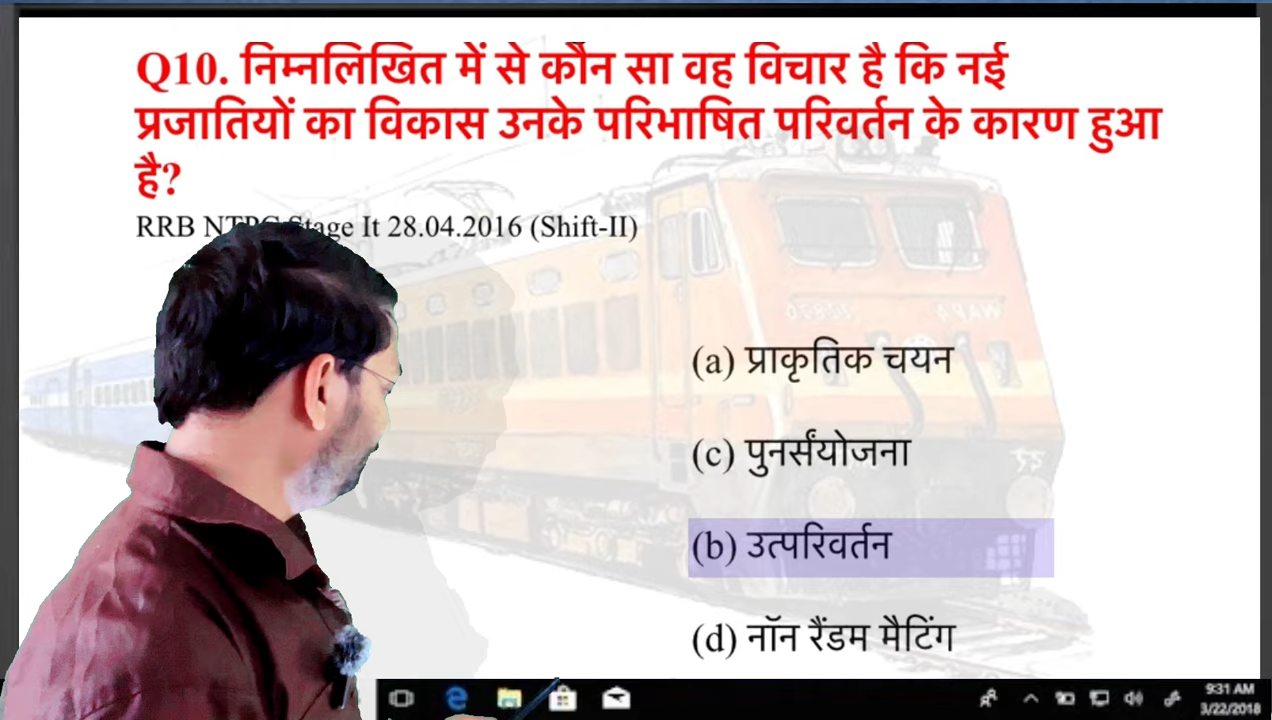 Q10. निम्नलिखित में से कौन सा वह विचार है कि नई
प्रजातियों का विकास उनके परिभाषित परिवर्तन के कारण हुआ
है?
RRB NTPC Stage It 28.04.2016 (Shift-II)
(a) प्राकृतिक चयन
(c) पुनर्संयोजना
(b) उत्परिवर्तन
(d) नॉन रैंडम मैटिंग
9:31 AM
3/22/2018